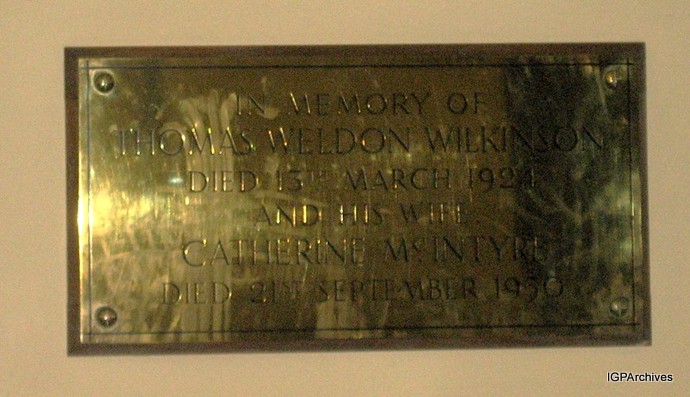 IN MEMORY OF
THOMAS WELDON WILKINSON
DIED 13TH MARCH 1924
AND HIS WIFE
CATHERINE MCINTYRE
DIED 21ST SEPTEMBER 1950
IGPArchives